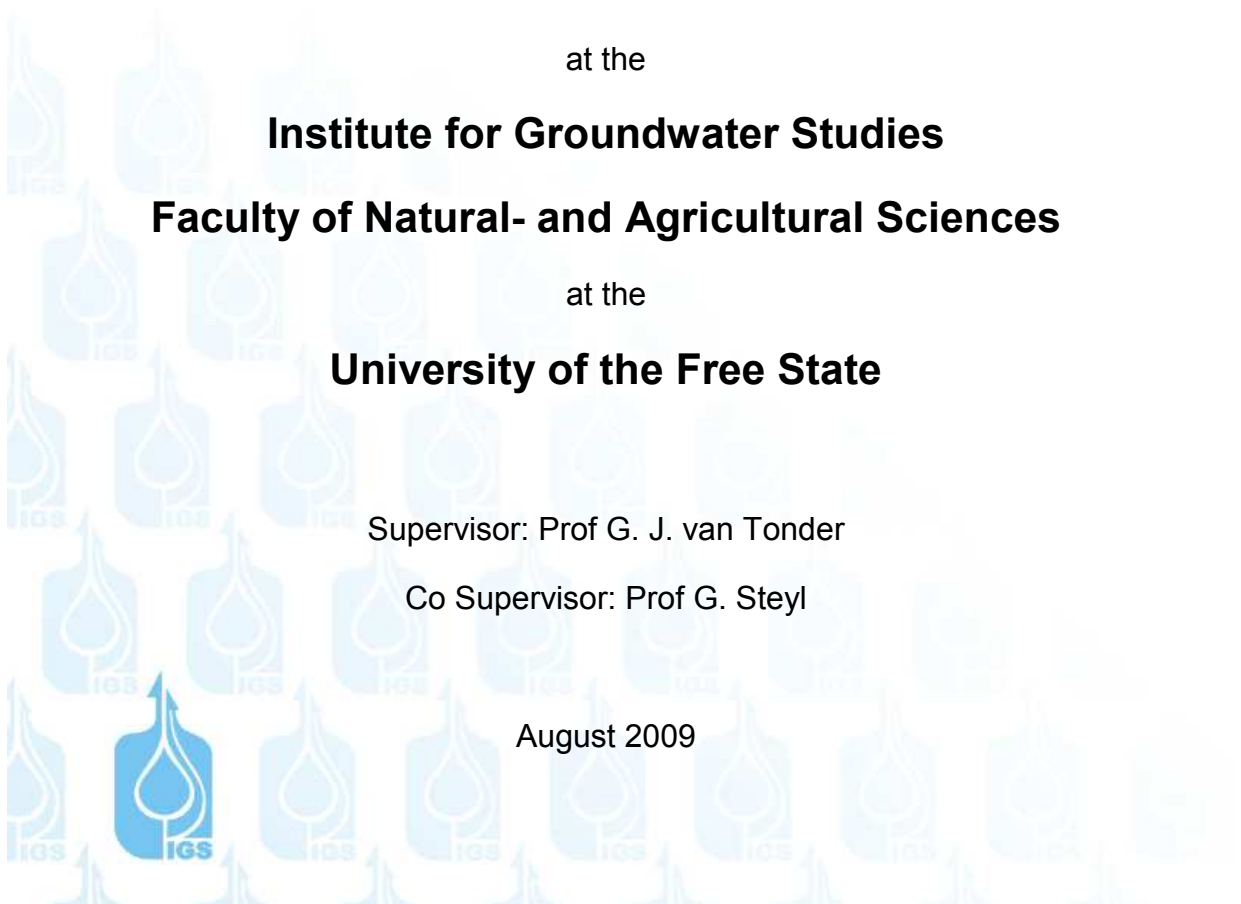 at the
Institute for Groundwater Studies
Faculty of Natural- and Agricultural Sciences
at the
University of the Free State
Supervisor: Prof G. J. van Tonder
Co Supervisor: Prof G. Steyl
August 2009
IGS